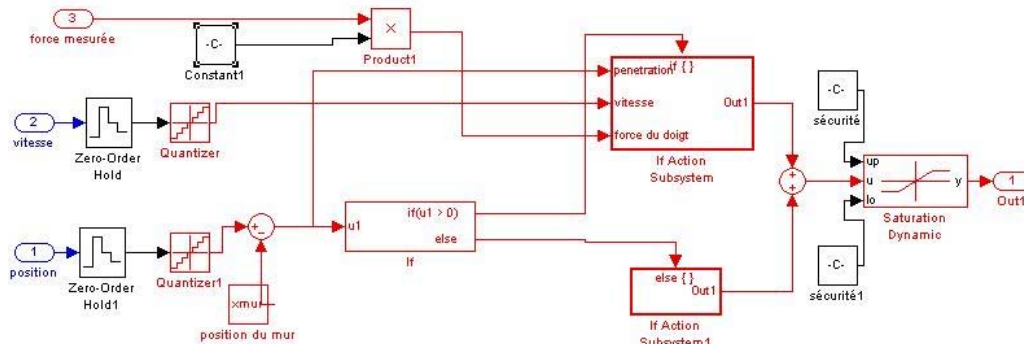 3
force mesurée
-C-
Constant1
×
Product1
if { }
penetration
vitesse
force du doigt
Out1
If Action
Subsystem
2
vitesse
Zero-Order
Hold
Quantizer
-C-
sécurité
up
u
lo
y
Saturation
Dynamic
1
Out1
1
position
Zero-Order
Hold1
Quantizer1
xmur
position du mur
u1
if(u1 > 0)
else
If
else { }
Out1
If Action
Subsystem1
-C-
sécurité1